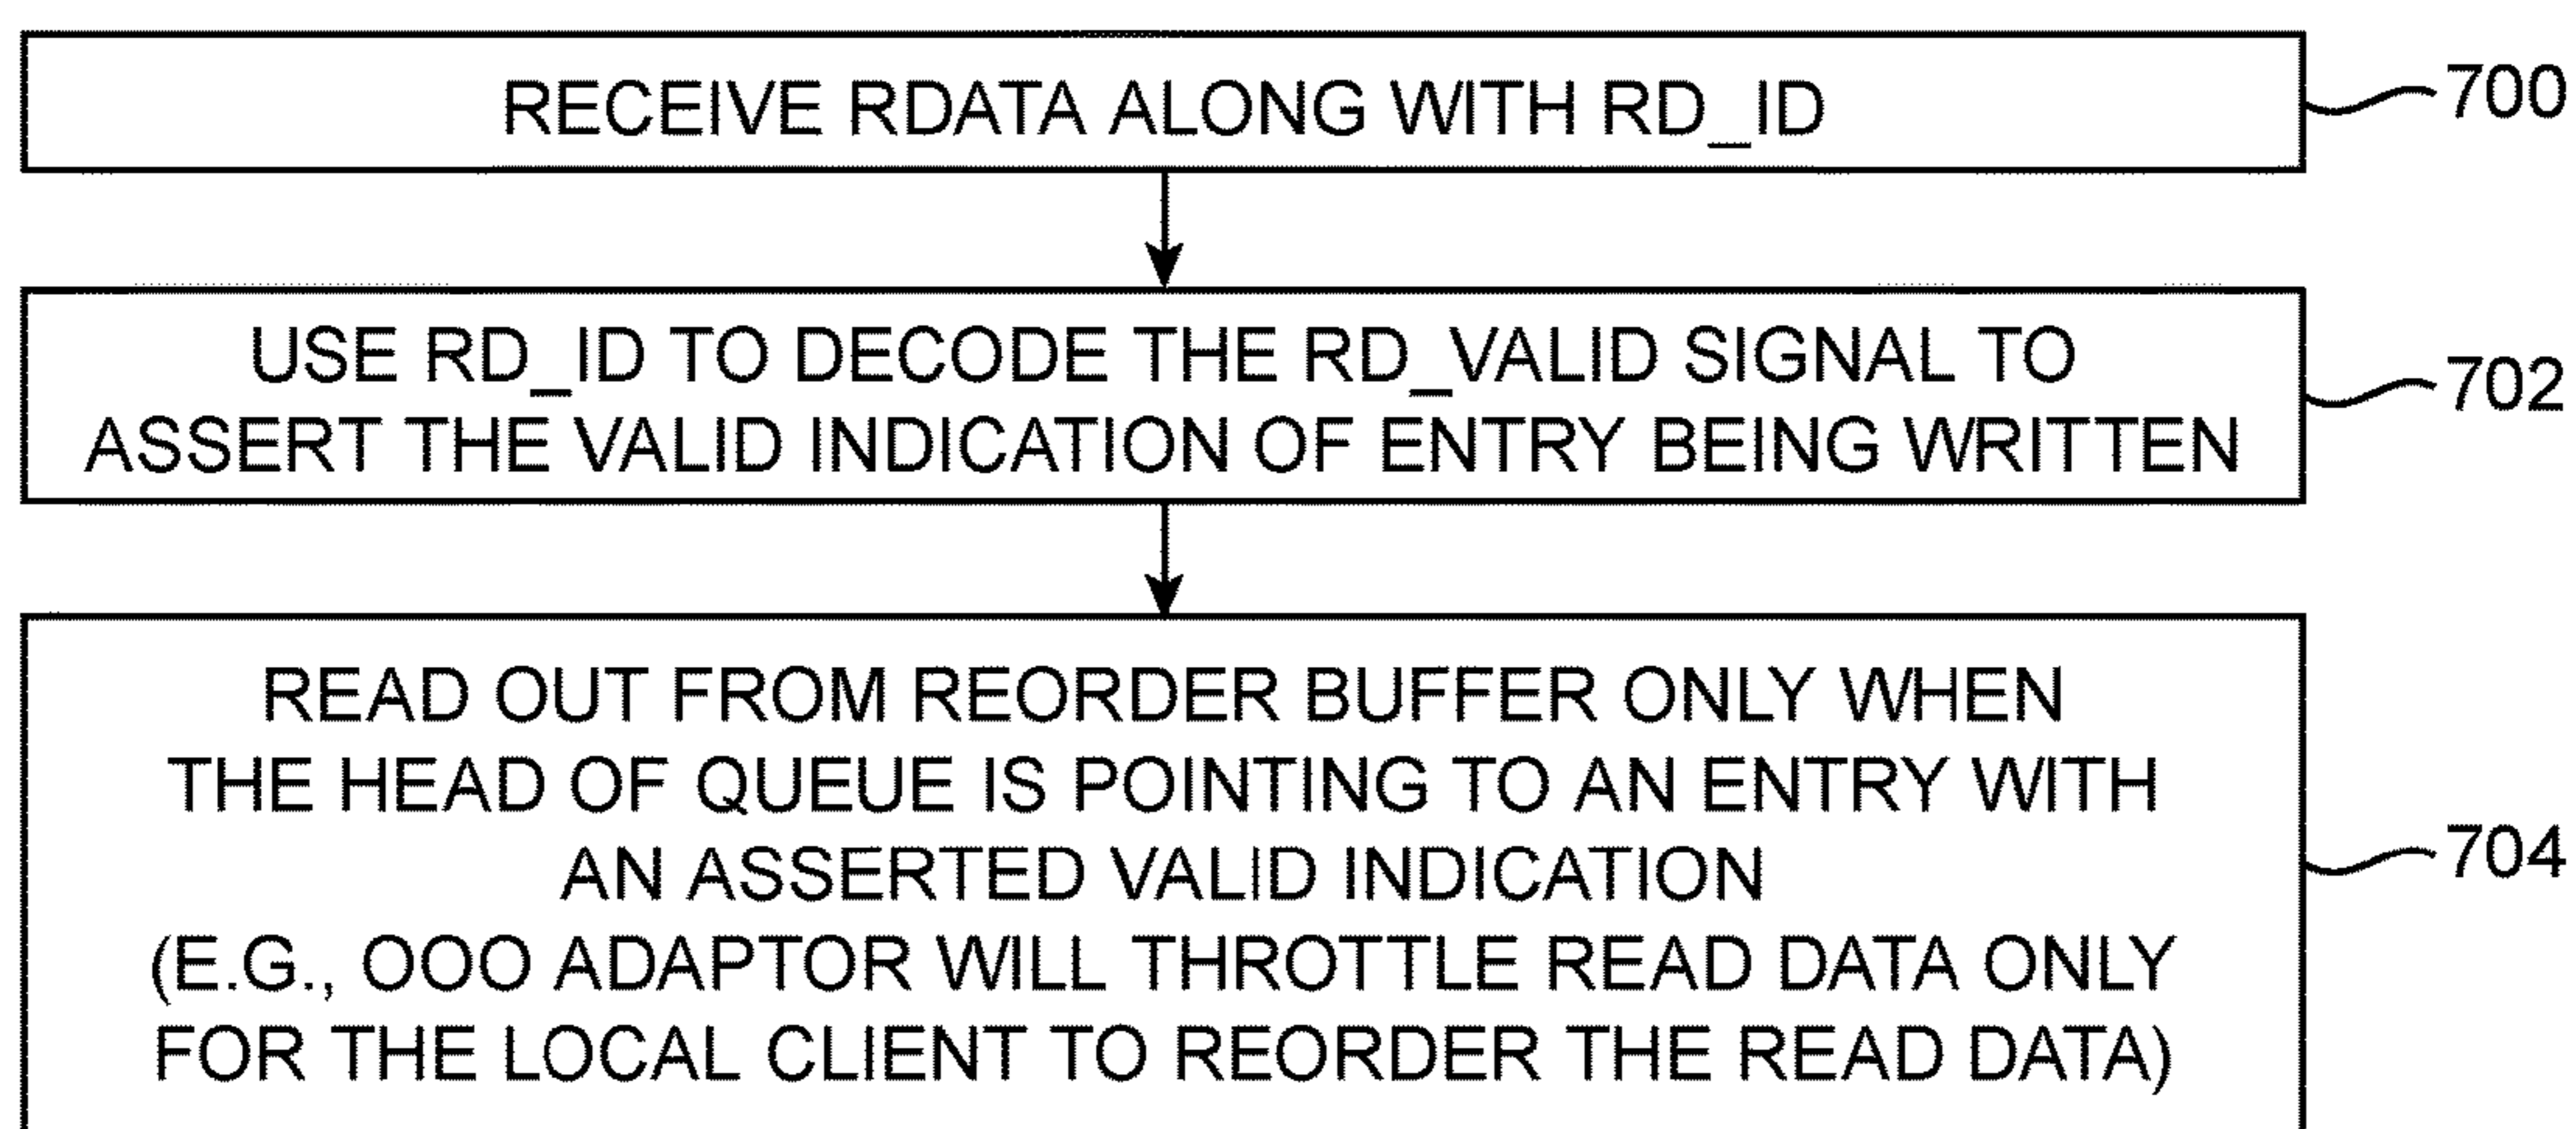 RECEIVE RDATA ALONG WITH RD_ID
700
USE RD_ID TO DECODE THE RD_VALID SIGNAL TO
ASSERT THE VALID INDICATION OF ENTRY BEING WRITTEN
702
READ OUT FROM REORDER BUFFER ONLY WHEN
THE HEAD OF QUEUE IS POINTING TO AN ENTRY WITH
AN ASSERTED VALID INDICATION
(E.G., OOO ADAPTOR WILL THROTTLE READ DATA ONLY
FOR THE LOCAL CLIENT TO REORDER THE READ DATA)
704